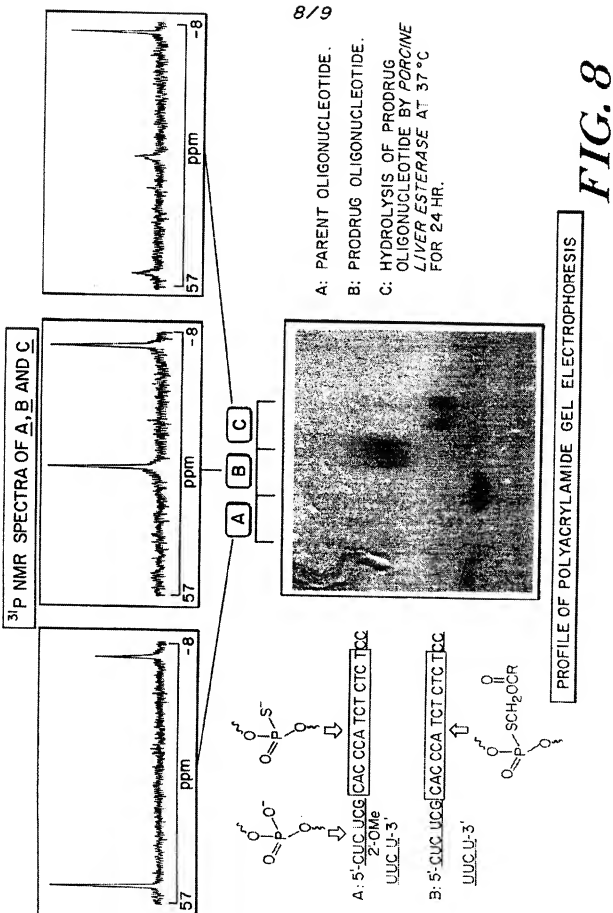 8/9
³¹P NMR SPECTRA OF A, B AND C
57 ppm -8
57 ppm -8
57 ppm -8
A
B
C
A: PARENT OLIGONUCLEOTIDE.
B: PRODRUG OLIGONUCLEOTIDE.
C: HYDROLYSIS OF PRODRUG
OLIGONUCLEOTIDE BY PORCINE
LIVER ESTERASE AT 37°C
FOR 24 HR.
O O⁻
P
O O
O S⁻
P
O O
A: 5'-CUC UCG CAC CCA TCT CTC TCC
2'-OMe
UUC U-3'
B: 5'-CUC UCG CAC CCA TCT CTC TCC
UUC U-3'
O O
P SCH₂OCR
O O
PROFILE OF POLYACRYLAMIDE GEL ELECTROPHORESIS
FIG. 8